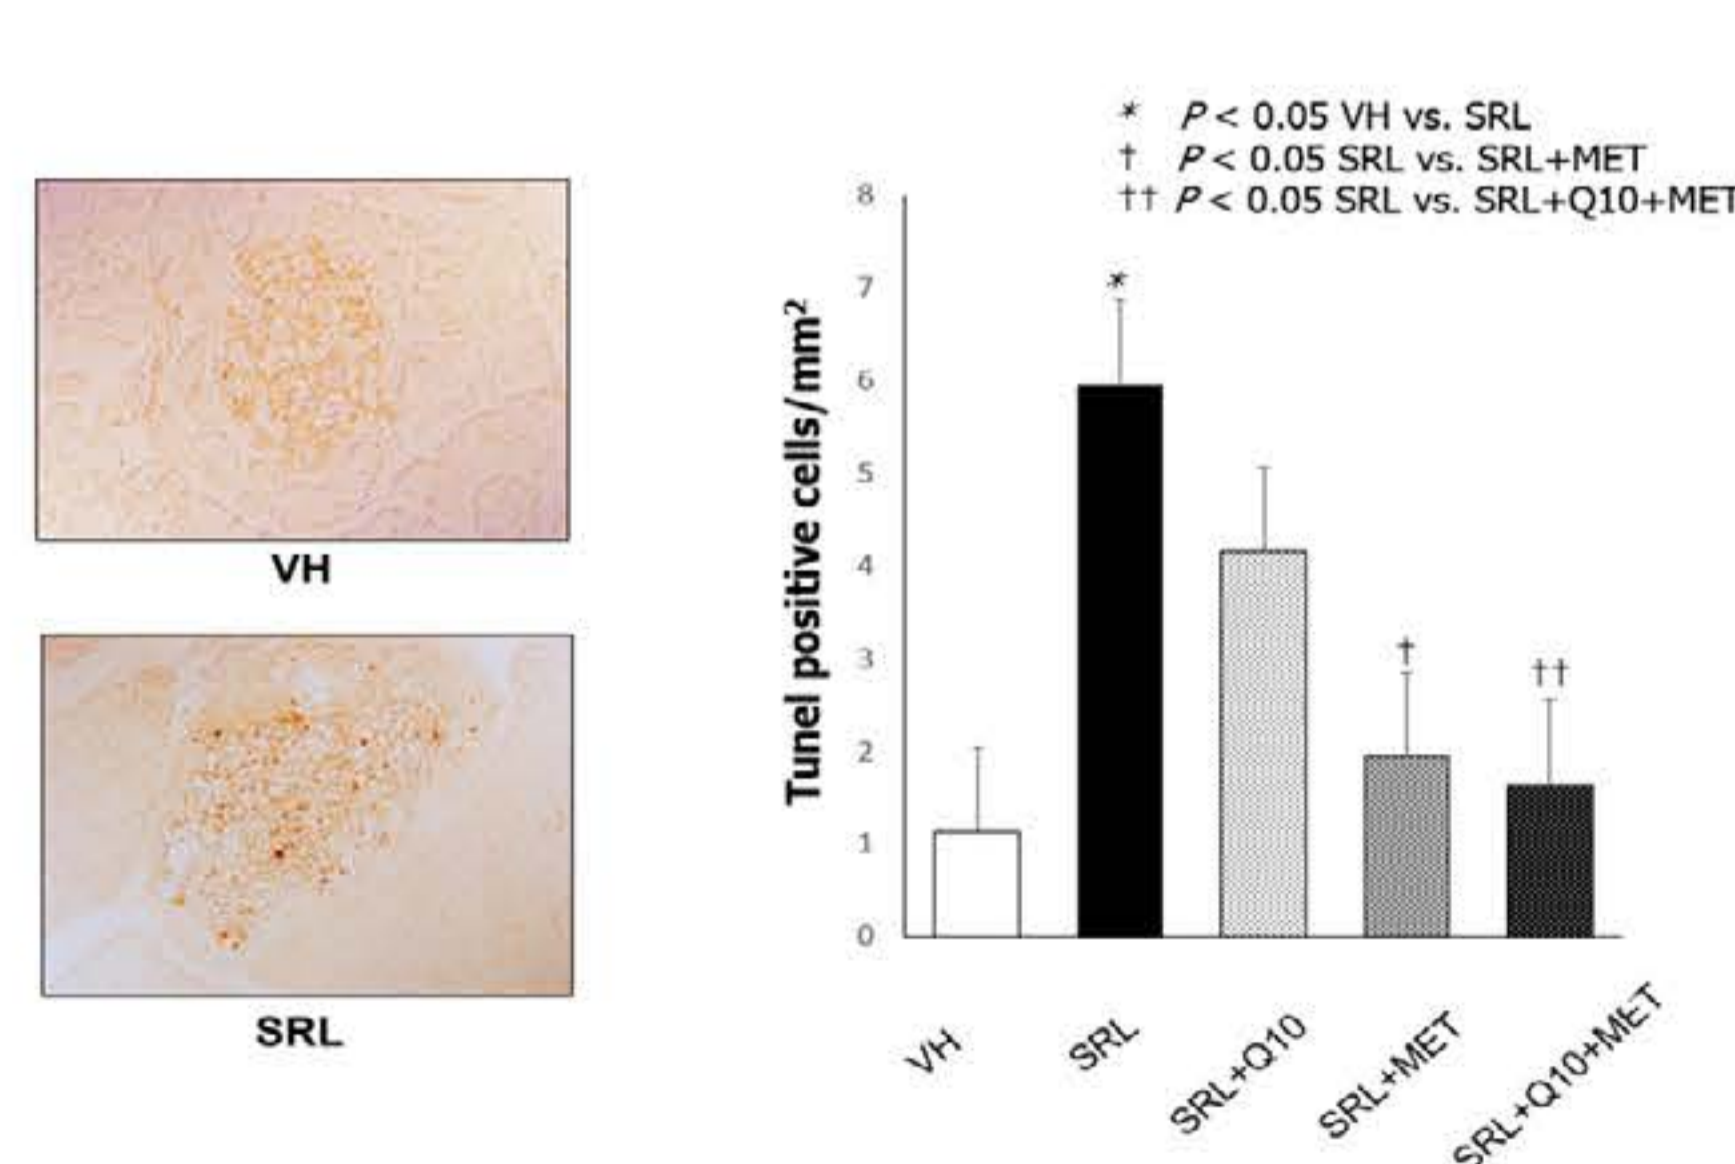 VH
SRL
* P < 0.05 VH vs. SRL
† P < 0.05 SRL vs. SRL+MET
†† P < 0.05 SRL vs. SRL+Q10+MET
Tunel positive cells/mm²
8
7
6
5
4
3
2
1
0
*
†
††
VH
SRL
SRL+Q10
SRL+MET
SRL+Q10+MET